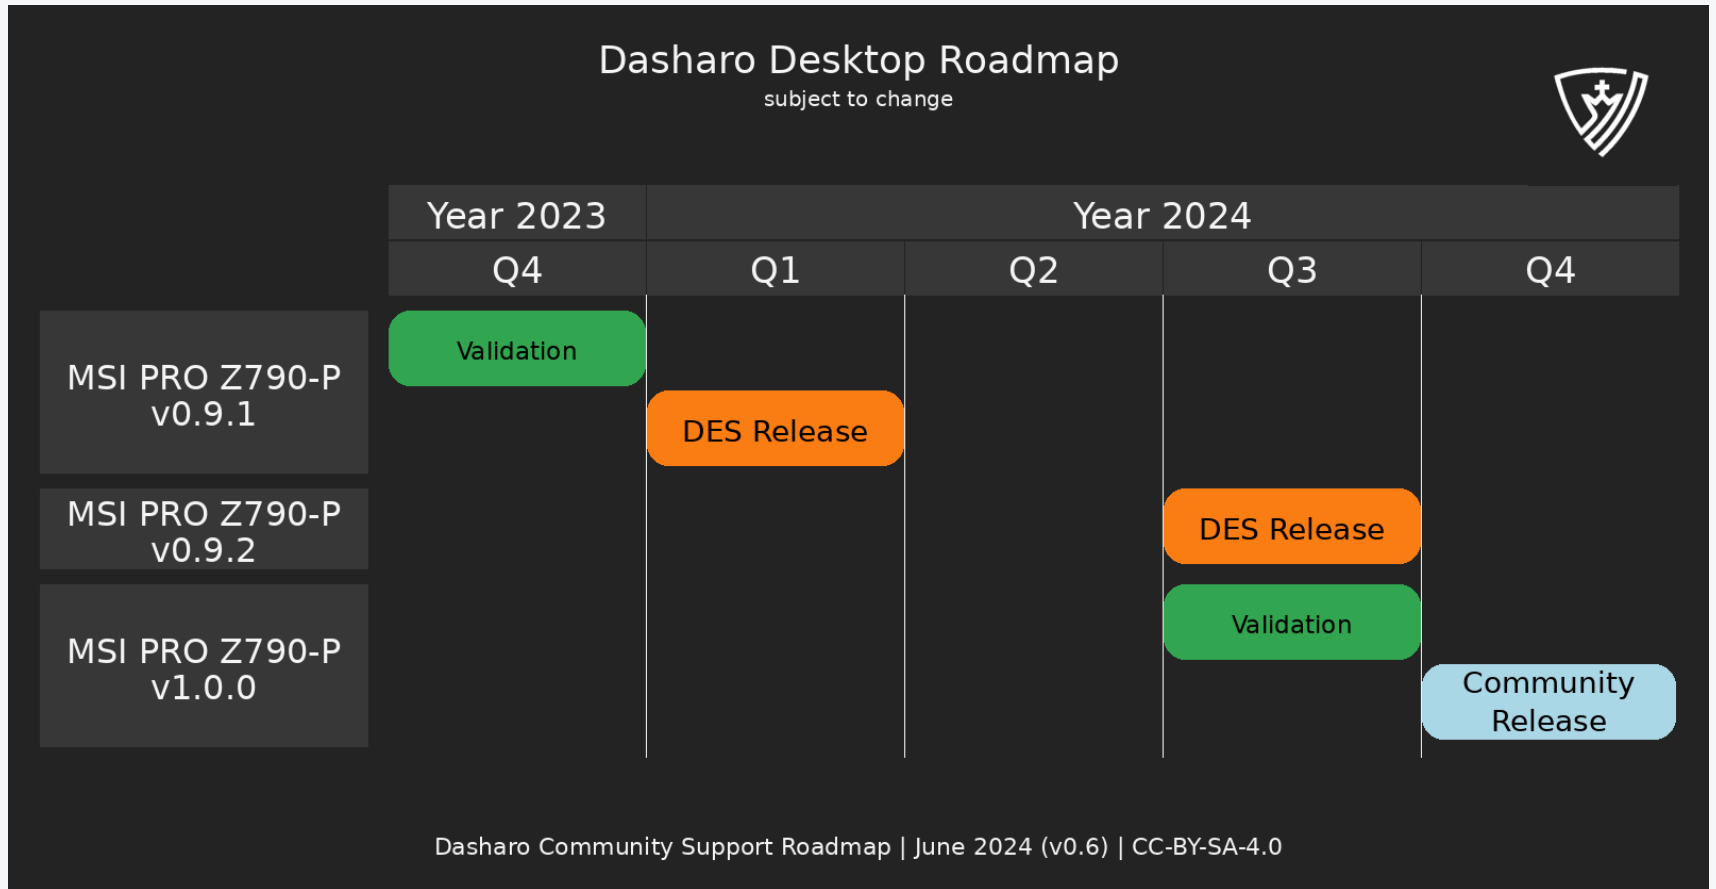 Dasharo Desktop Roadmap
subject to change
Year 2023
Year 2024
Q4
Q1
Q2
Q3
Q4
MSI PRO Z790-P
v0.9.1
Validation
DES Release
MSI PRO Z790-P
v0.9.2
DES Release
MSI PRO Z790-P
v1.0.0
Validation
Community
Release
Dasharo Community Support Roadmap | June 2024 (v0.6) | CC-BY-SA-4.0